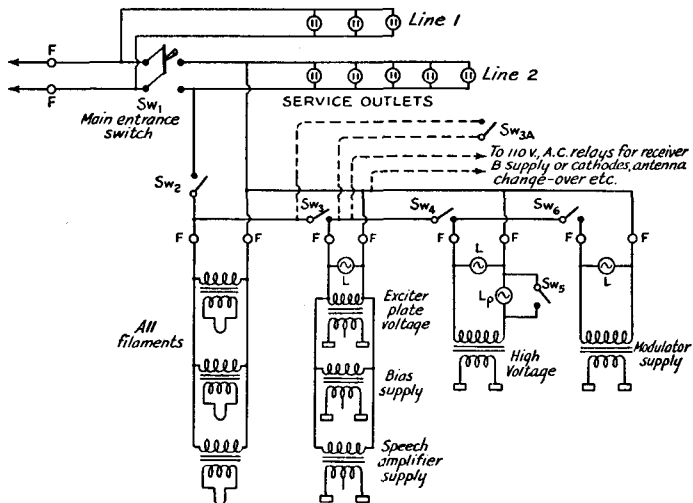 Line 1
F
Line 2
F
Sw1
Main entrance
switch
SERVICE OUTLETS
Sw3A
To 110 v., A.C. relays for receiver
B supply or cathodes, antenna
change-over etc.
Sw2
Sw3
Sw4
Sw6
F
F
F
F
F
F
F
F
L
L
L
Lp
Sw5
All
filaments
Exciter
plate
voltage
Bias
supply
High
Voltage
Modulator
supply
Speech
amplifier
supply